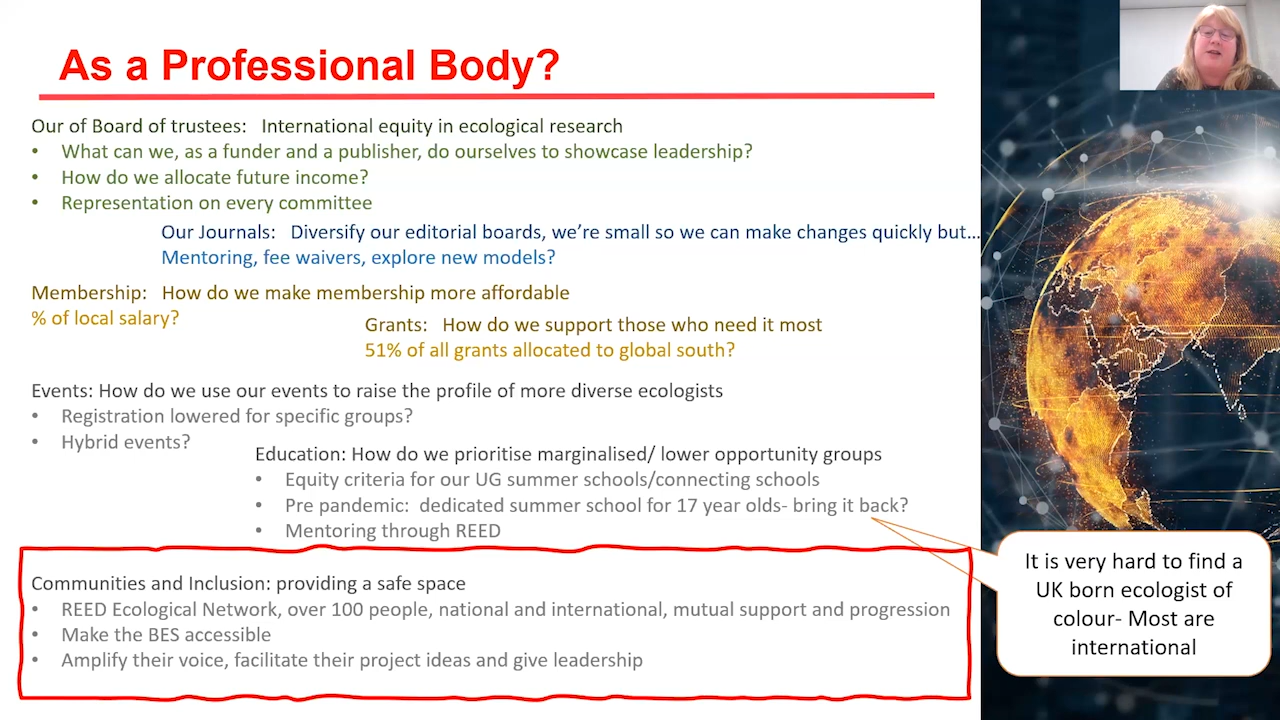 As a Professional Body?
Our of Board of trustees: International equity in ecological research
• What can we, as a funder and a publisher, do ourselves to showcase leadership?
• How do we allocate future income?
• Representation on every committee
Our Journals: Diversify our editorial boards, we're small so we can make changes quickly but...
Mentoring, fee waivers, explore new models?
Membership: How do we make membership more affordable
% of local salary?
Grants: How do we support those who need it most
51% of all grants allocated to global south?
Events: How do we use our events to raise the profile of more diverse ecologists
• Registration lowered for specific groups?
• Hybrid events?
Education: How do we prioritise marginalised/ lower opportunity groups
• Equity criteria for our UG summer schools/connecting schools
• Pre pandemic: dedicated summer school for 17 year olds- bring it back?
• Mentoring through REED
Communities and Inclusion: providing a safe space
• REED Ecological Network, over 100 people, national and international, mutual support and progression
• Make the BES accessible
• Amplify their voice, facilitate their project ideas and give leadership
It is very hard to find a
UK born ecologist of
colour- Most are
international